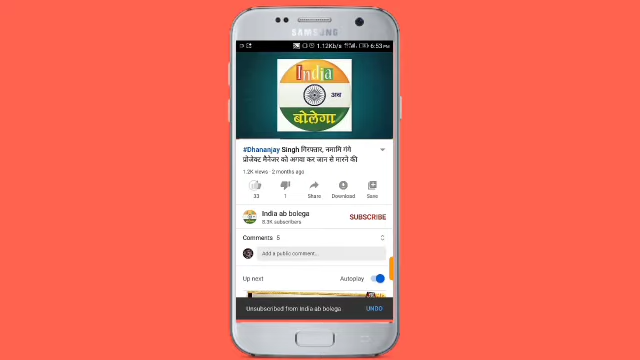 SAMSUNG
1.12Kb/s 6:53 PM
India
अब
बोलेगा
#Dhananjay Singh गिरफ्तार, नमामि गंगे
प्रोजेक्ट मैनेजर को अगवा कर जान से मारने की
1.2K views · 2 months ago
33 1 Share Download Save
India ab bolega
8.3K subscribers
SUBSCRIBE
Comments 5
Add a public comment...
Up next Autoplay
Unsubscribed from India ab bolega. UNDO